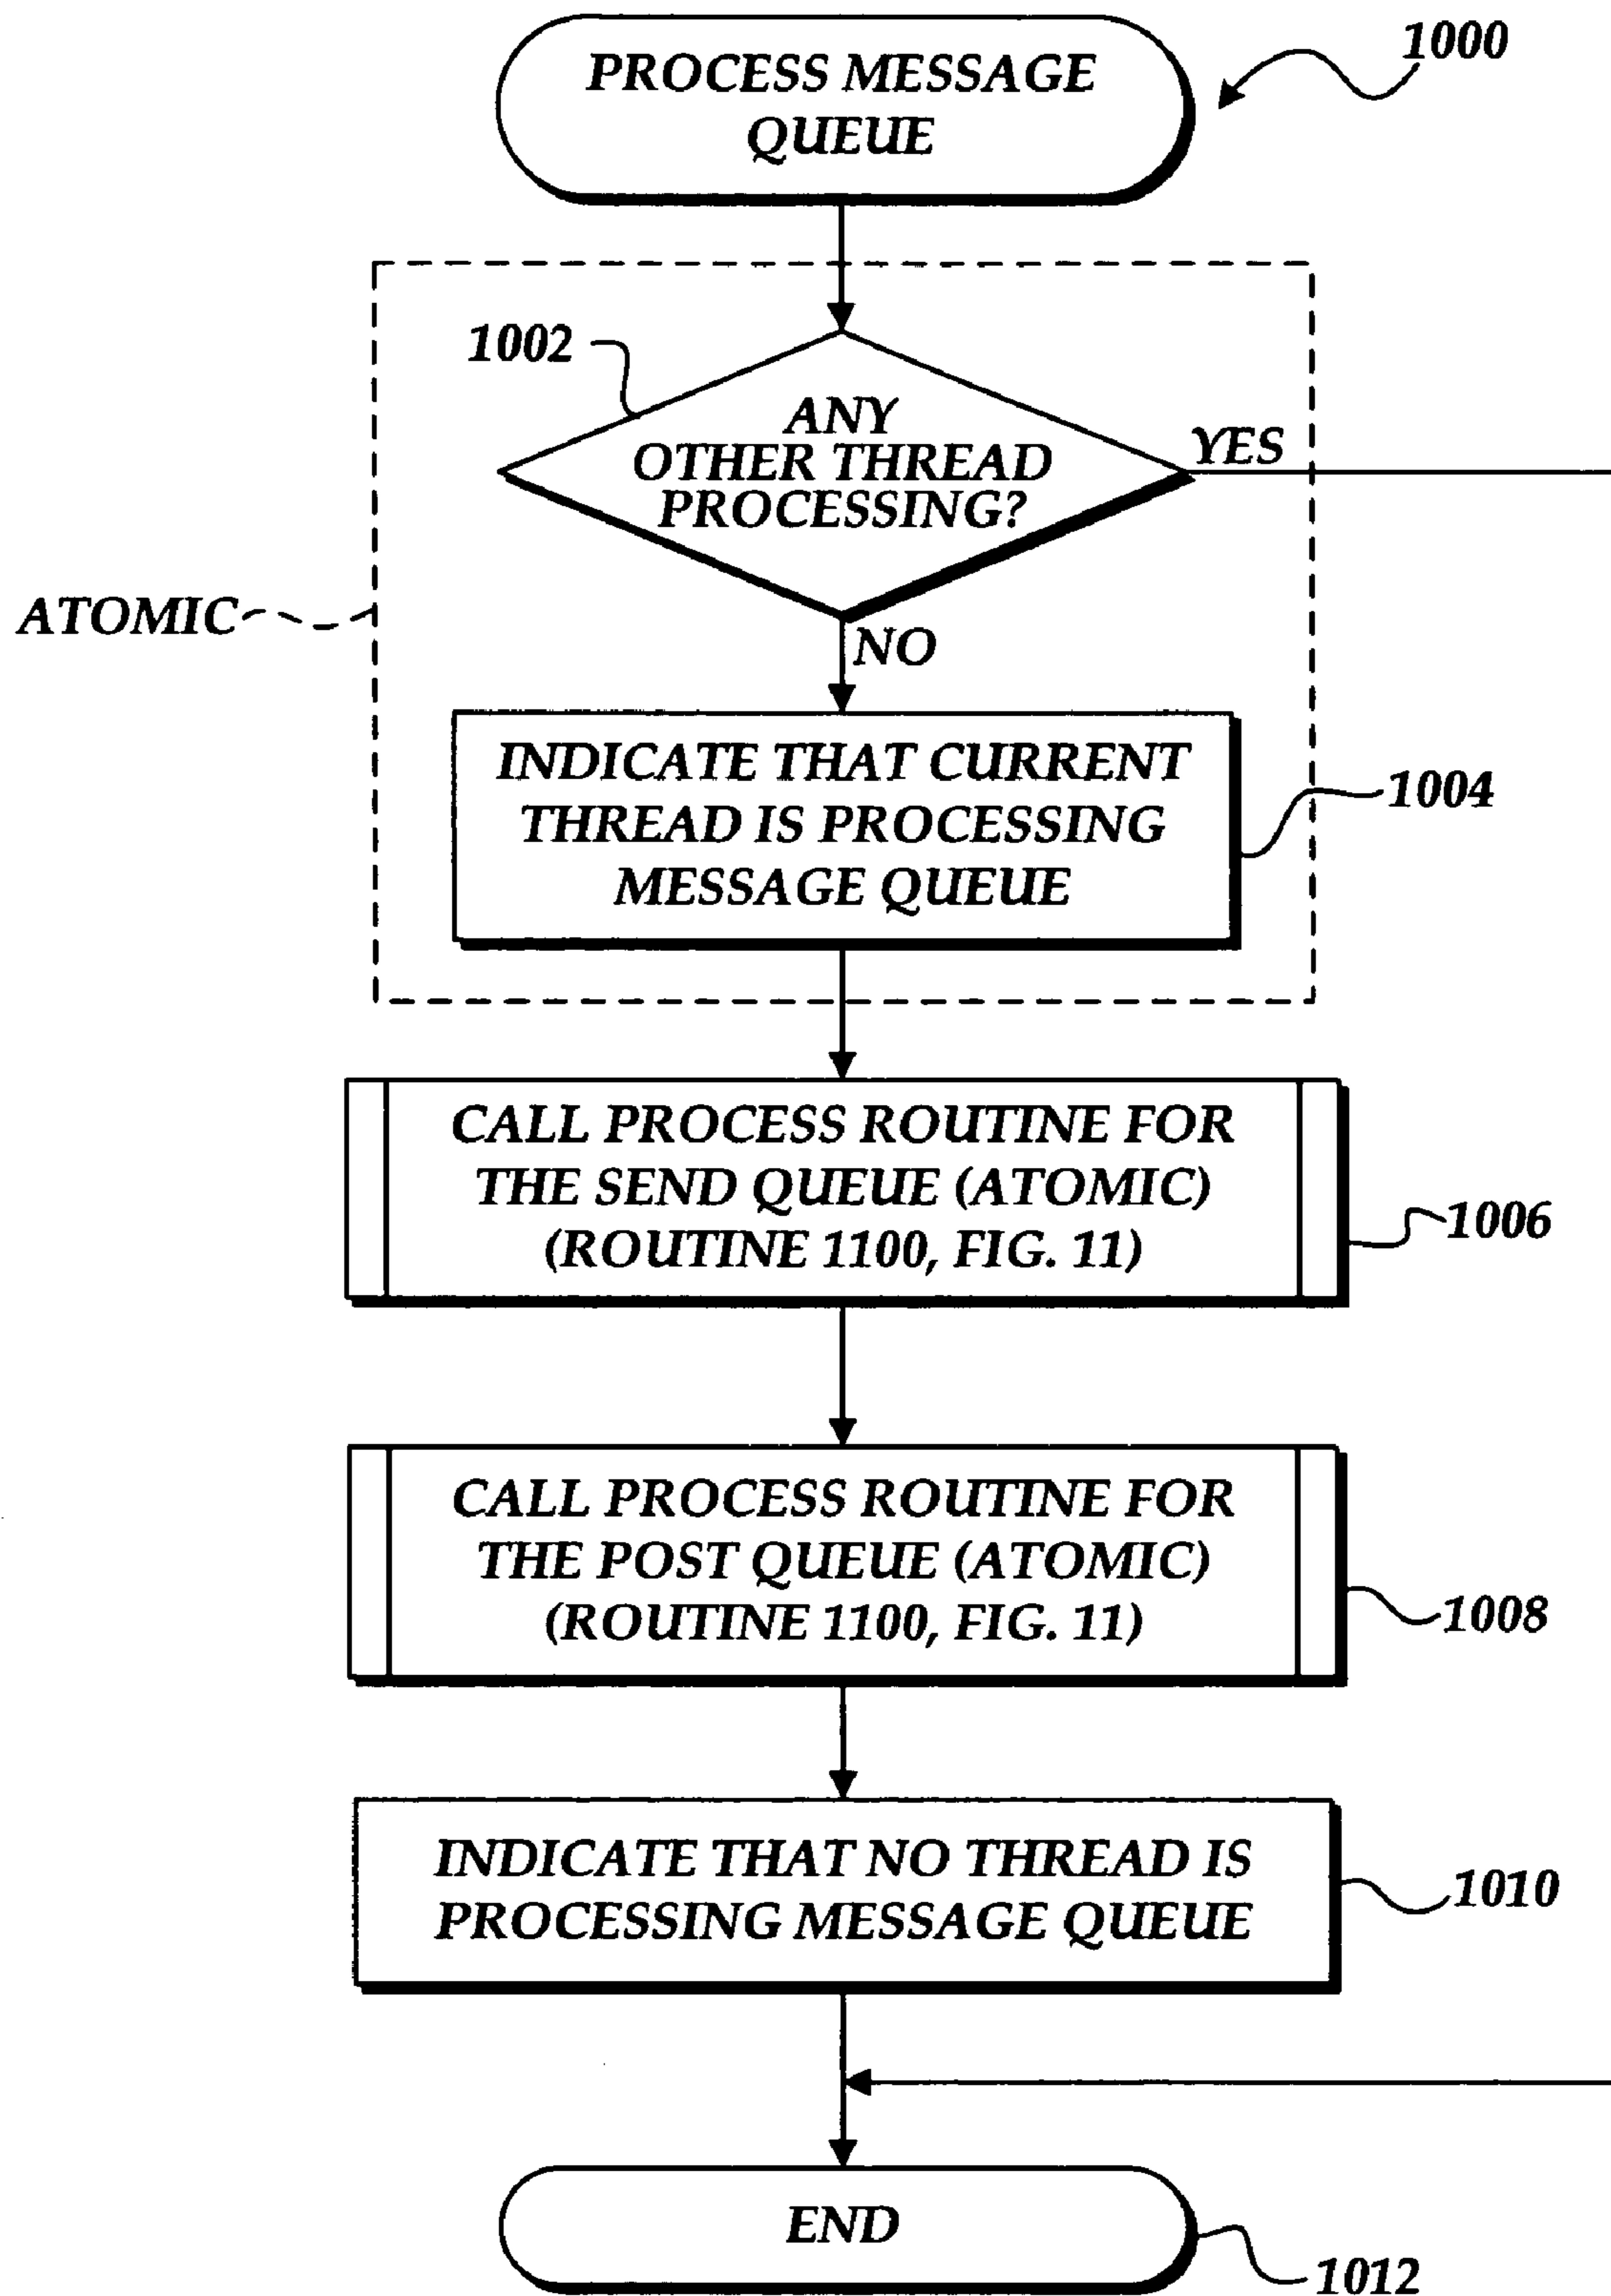 PROCESS MESSAGE
QUEUE
1000
1002
ANY
OTHER THREAD
PROCESSING?
YES
ATOMIC
NO
INDICATE THAT CURRENT
THREAD IS PROCESSING
MESSAGE QUEUE
1004
CALL PROCESS ROUTINE FOR
THE SEND QUEUE (ATOMIC)
(ROUTINE 1100, FIG. 11)
1006
CALL PROCESS ROUTINE FOR
THE POST QUEUE (ATOMIC)
(ROUTINE 1100, FIG. 11)
1008
INDICATE THAT NO THREAD IS
PROCESSING MESSAGE QUEUE
1010
END
1012